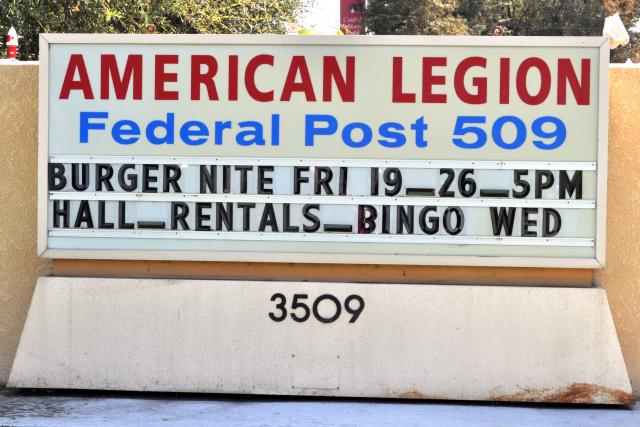 AMERICAN LEGION
Federal Post 509
BURGER NITE FRI 19_26_5PM
HALL_RENTALS_BINGO WED
3509